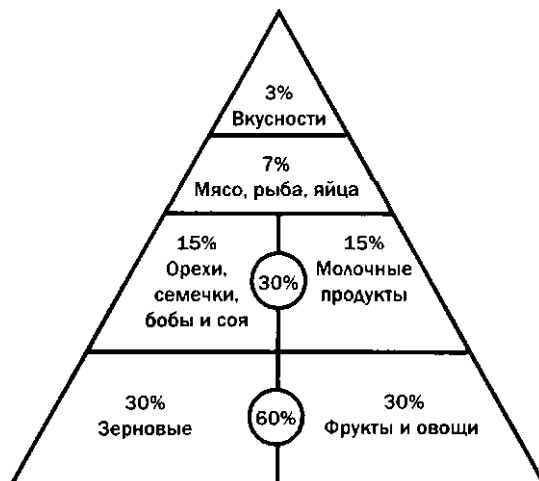 3%
Вкусности
7%
Мясо, рыба, яйца
15%
Орехи,
семечки,
бобы и соя
30%
15%
Молочные
продукты
30%
Зерновые
60%
30%
Фрукты и овощи